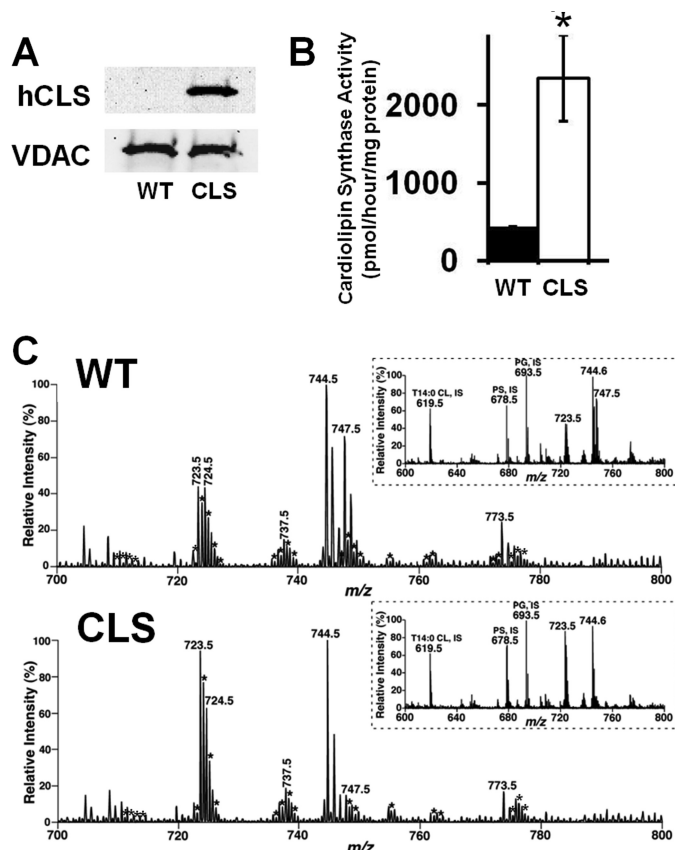 A
hCLS
VDAC
WT CLS
B
Cardiolipin Synthase Activity
(pmol/hour/mg protein)
2000
1000
0
*
WT CLS
C
WT
Relative Intensity (%)
100
80
60
40
20
0
723.5
724.5
737.5
744.5
747.5
773.5
700 720 740 760 780 800
m/z
Relative Intensity (%)
100
80
60
40
20
0
T14:0 CL, IS
619.5
PS, IS
678.5
PG, IS
693.5
723.5
744.6
747.5
600 640 680 720 760 800
m/z
CLS
Relative Intensity (%)
100
80
60
40
20
0
723.5
724.5
737.5
744.5
747.5
773.5
700 720 740 760 780 800
m/z
Relative Intensity (%)
100
80
60
40
20
0
T14:0 CL, IS
619.5
PS, IS
678.5
PG, IS
693.5
723.5
744.6
600 640 680 720 760 800
m/z